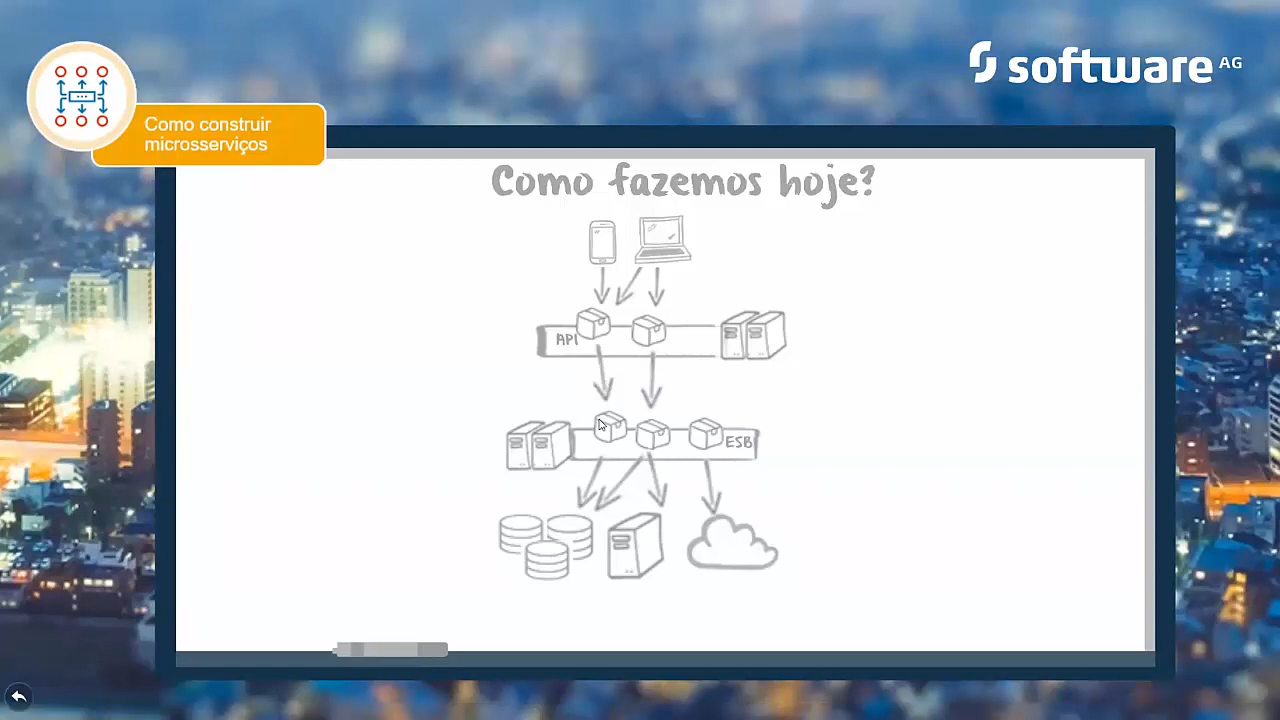 software AG
Como construir
microsserviços
Como fazemos hoje?
API
ESB